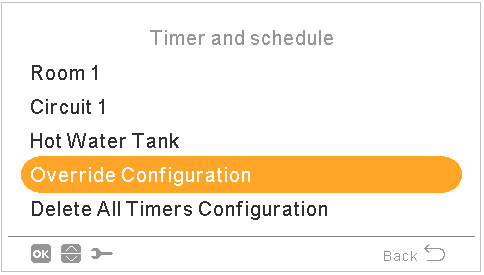 Timer and schedule
Room 1
Circuit 1
Hot Water Tank
Override Configuration
Delete All Timers Configuration
OK Back